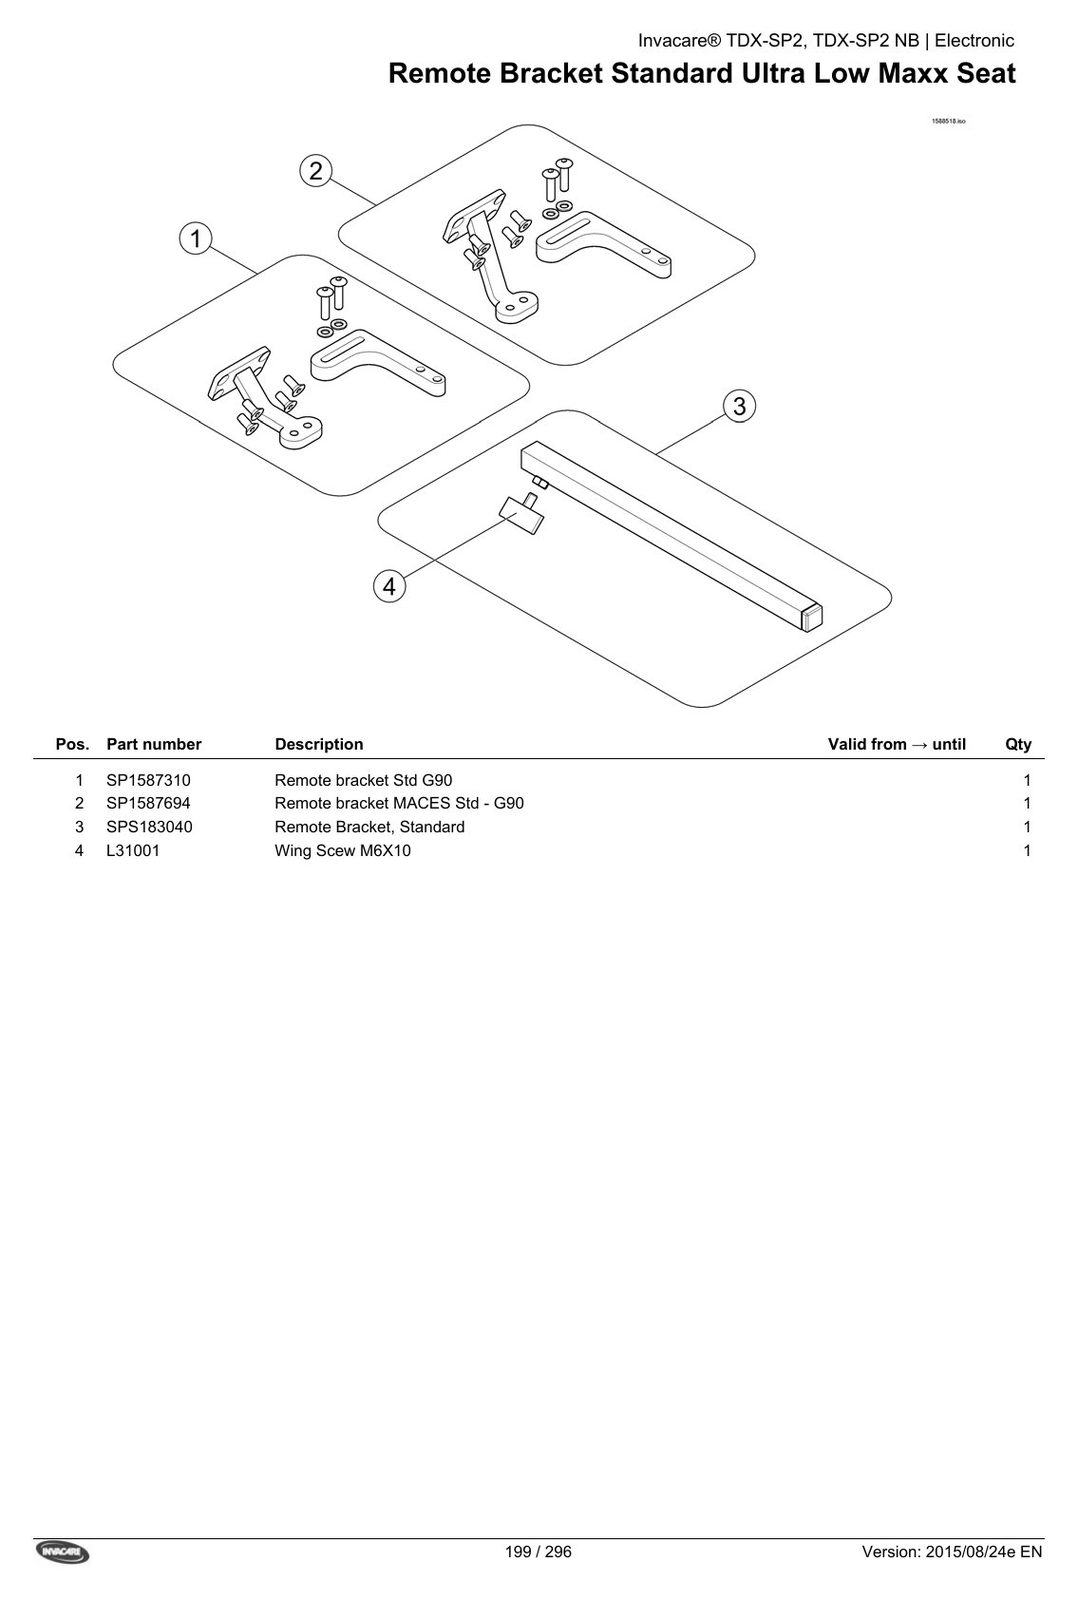 Invacare® TDX-SP2, TDX-SP2 NB | Electronic
Remote Bracket Standard Ultra Low Maxx Seat
1588518.iso
2
1
3
4
Pos. Part number Description Valid from → until Qty
1 SP1587310 Remote bracket Std G90 1
2 SP1587694 Remote bracket MACES Std - G90 1
3 SPS183040 Remote Bracket, Standard 1
4 L31001 Wing Scew M6X10 1
INVACARE 199 / 296 Version: 2015/08/24e EN